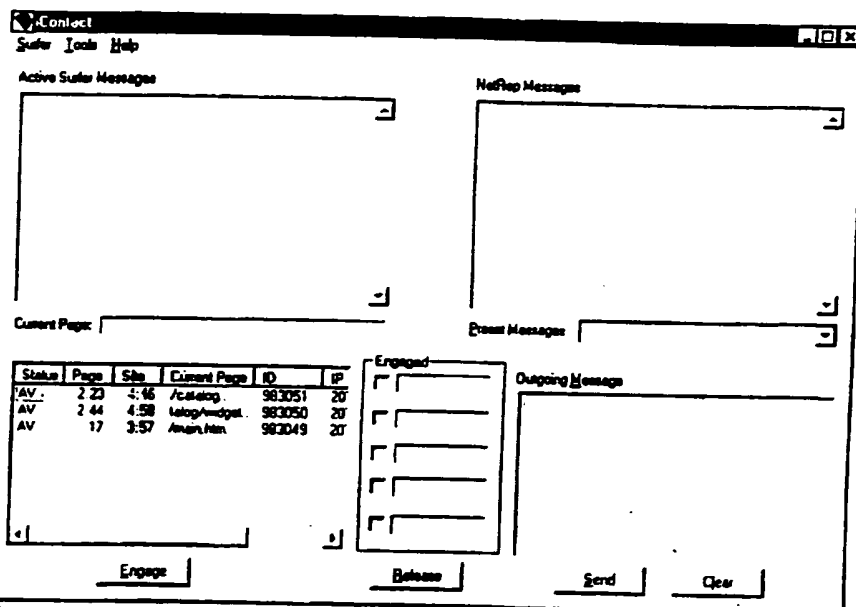 iContact
Surfer Tools Help
Active Surfer Messages
NetRep Messages
Current Page:
Preset Messages
Status Page Site Current Page ID IP
AV 2:23 4:16 /catalog.. 983051 20
AV 2:44 4:58 talog/widget.. 983050 20
AV 17 3:57 /main.htm 983049 20
Engaged
Outgoing Message
Engage
Release
Send
Clear